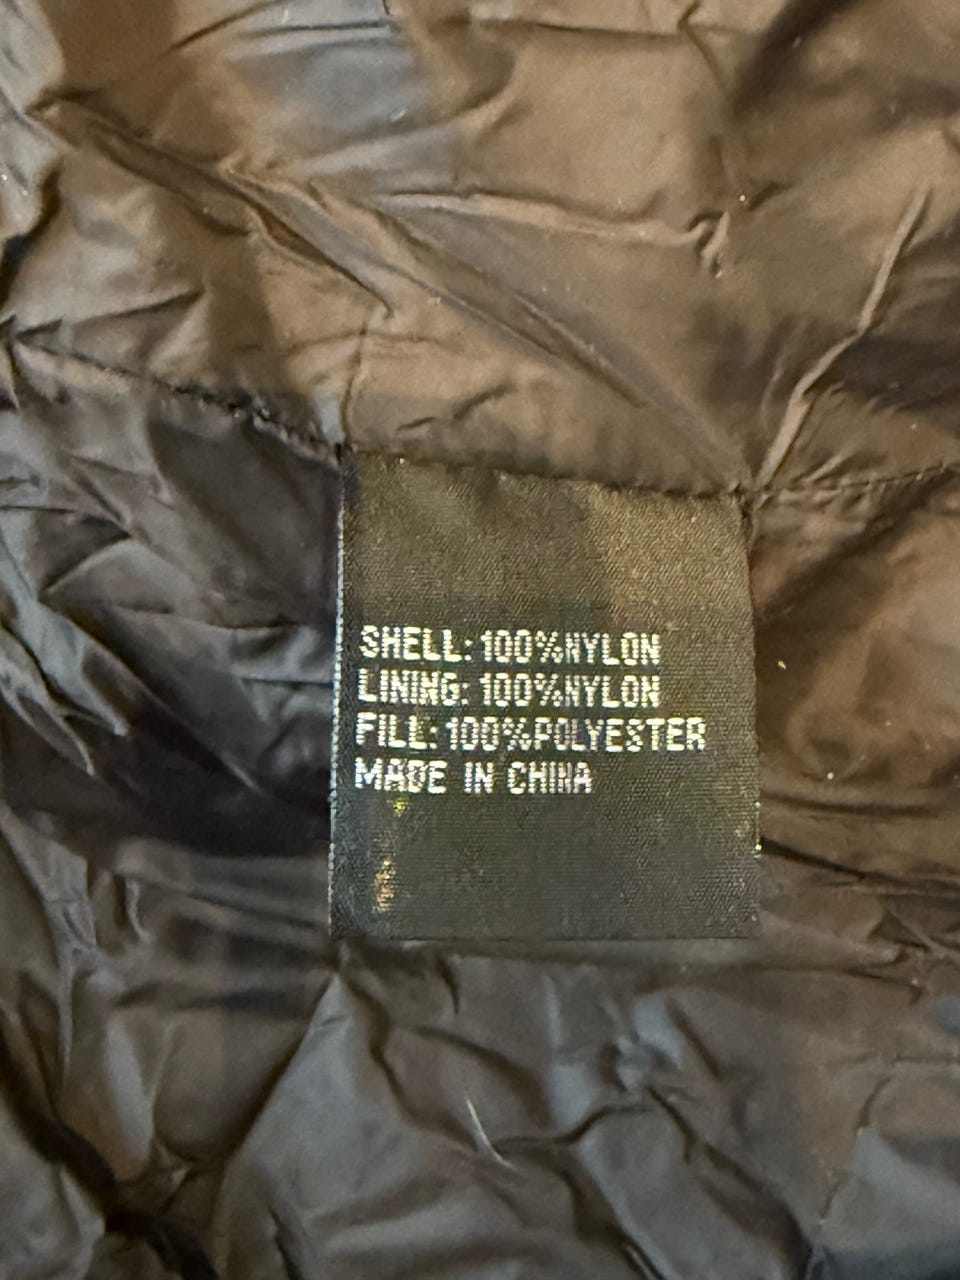 SHELL: 100%NYLON
LINING: 100%NYLON
FILL: 100%POLYESTER
MADE IN CHINA